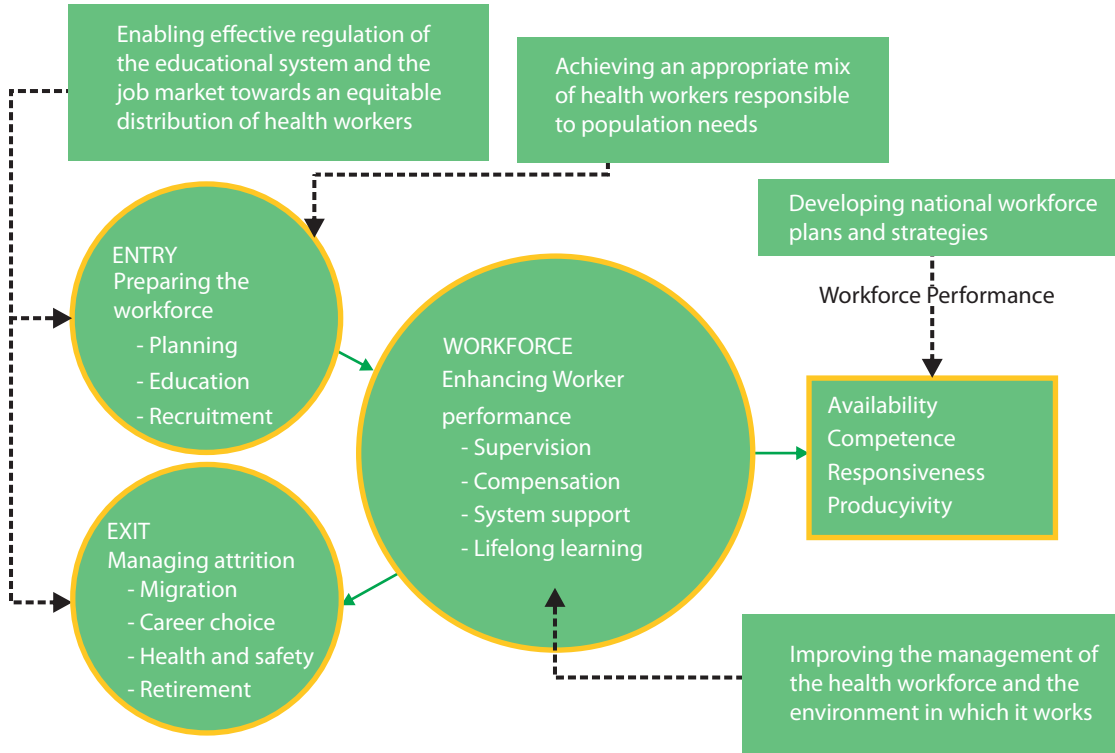 Enabling effective regulation of
the educational system and the
job market towards an equitable
distribution of health workers
Achieving an appropriate mix
of health workers responsible
to population needs
Developing national workforce
plans and strategies
Workforce Performance
ENTRY
Preparing the
workforce
- Planning
- Education
- Recruitment
WORKFORCE
Enhancing Worker
performance
- Supervision
- Compensation
- System support
- Lifelong learning
Availability
Competence
Responsiveness
Producyivity
EXIT
Managing attrition
- Migration
- Career choice
- Health and safety
- Retirement
Improving the management of
the health workforce and the
environment in which it works